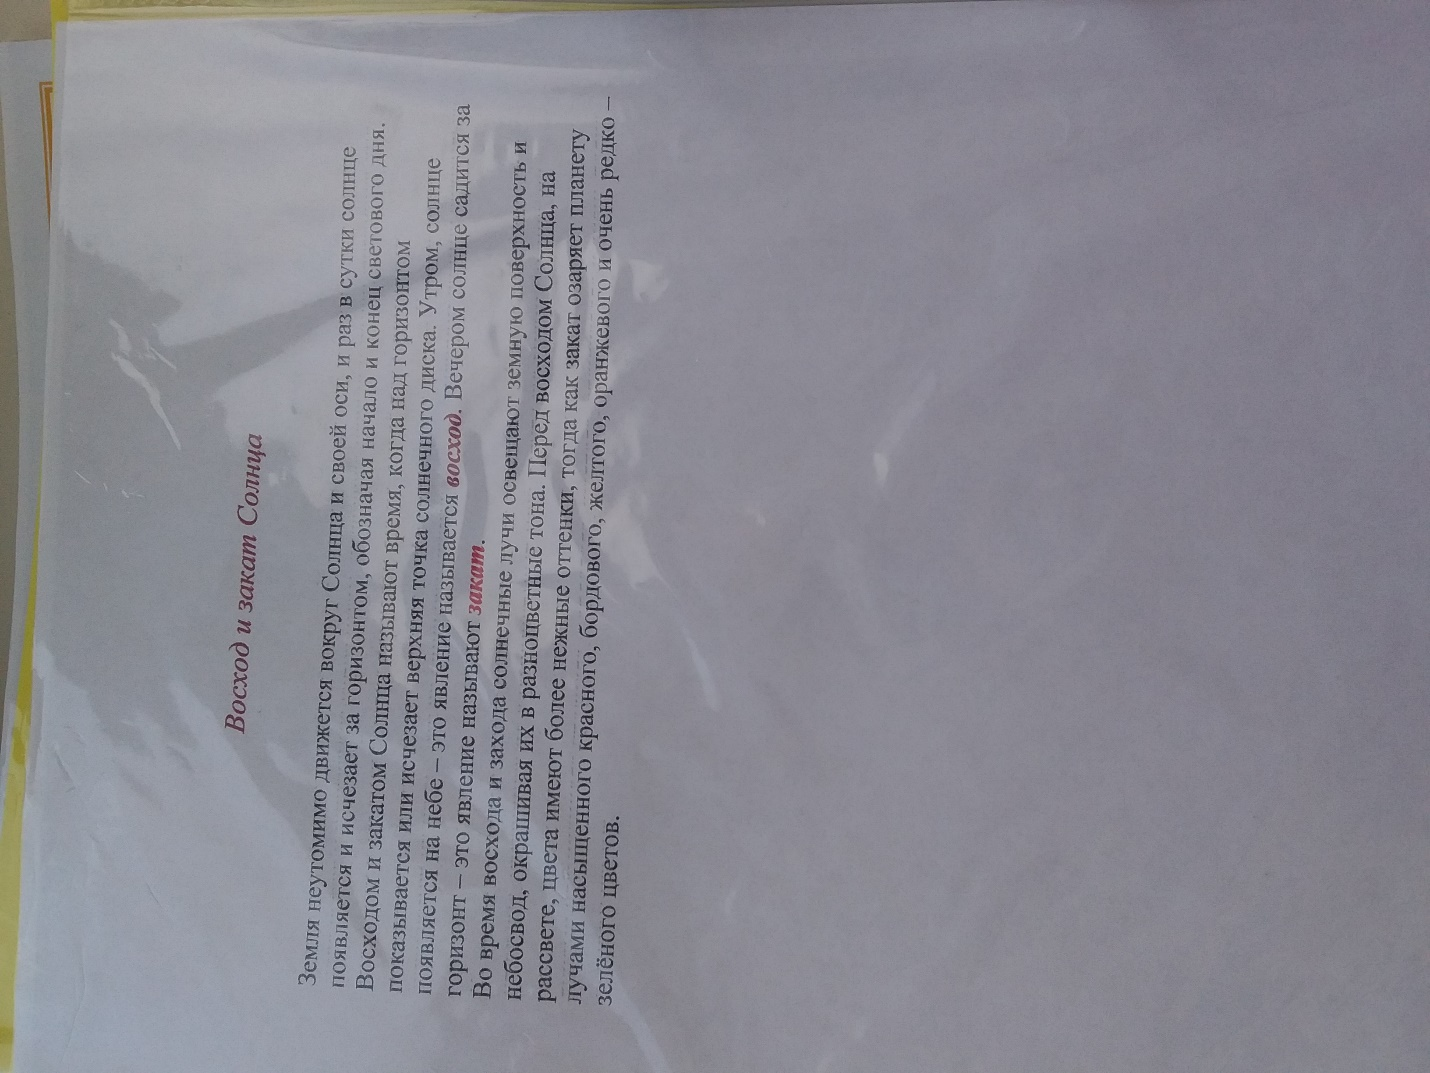 Восход и закат Солнца
Земля неутомимо движется вокруг Солнца и своей оси, и раз в сутки солнце
появляется и исчезает за горизонтом, обозначая начало и конец светового дня.
Восходом и закатом Солнца называют время, когда над горизонтом
показывается или исчезает верхняя точка солнечного диска. Утром, солнце
появляется на небе – это явление называется восход. Вечером солнце садится за
горизонт – это явление называют закат.
Во время восхода и захода солнечные лучи освещают земную поверхность и
небосвод, окрашивая их в разноцветные тона. Перед восходом Солнца, на
рассвете, цвета имеют более нежные оттенки, тогда как закат озаряет планету
лучами насыщенного красного, бордового, желтого, оранжевого и очень редко –
зелёного цветов.